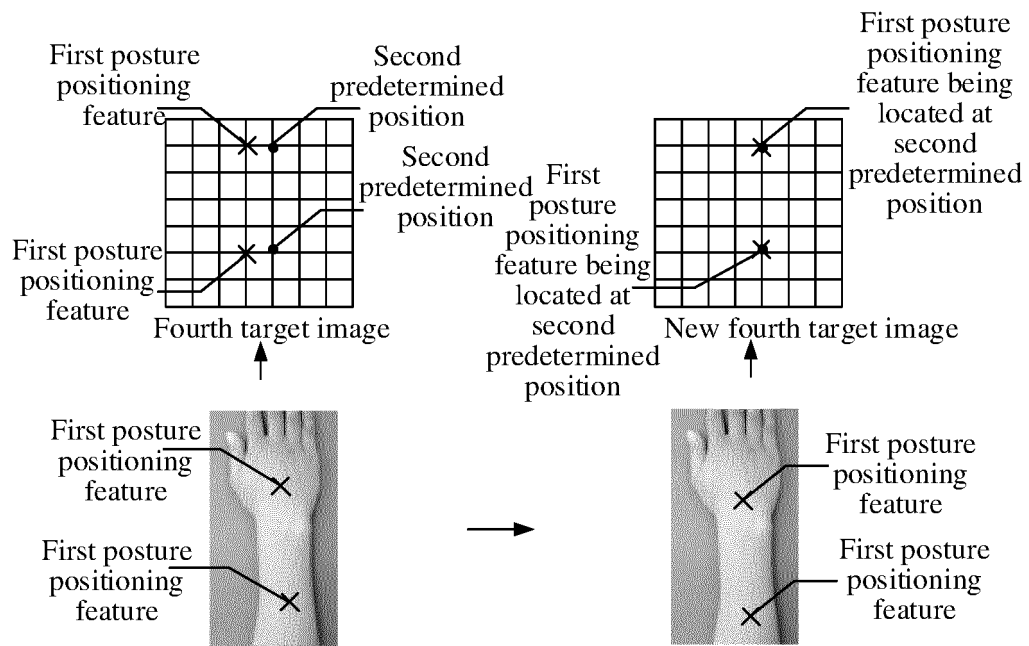 First posture
positioning
feature
Second
predetermined
position
Second
predetermined
position
First posture
positioning
feature
Fourth target image
First posture
positioning
feature being
located at
second
predetermined
position
First
posture
positioning
feature being
located at
second
predetermined
position
New fourth target image
First posture
positioning
feature
First posture
positioning
feature
First posture
positioning
feature
First posture
positioning
feature